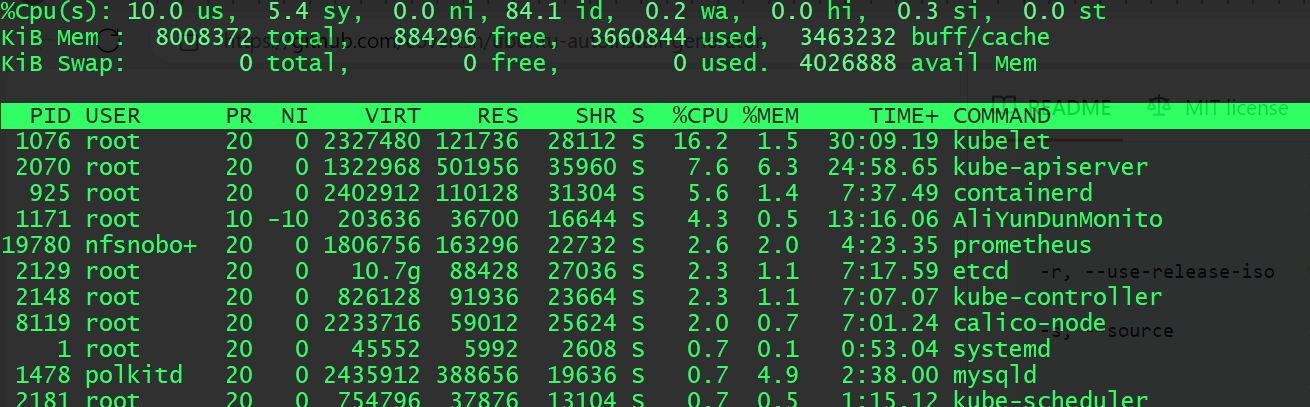 %Cpu(s): 10.0 us,  5.4 sy,  0.0 ni, 84.1 id,  0.2 wa,  0.0 hi,  0.3 si,  0.0 st
KiB Mem :  8008372 total,   884296 free,  3660844 used,  3463232 buff/cache
KiB Swap:        0 total,        0 free,        0 used.  4026888 avail Mem
README MIT license
  PID USER      PR  NI    VIRT    RES    SHR S  %CPU %MEM     TIME+ COMMAND
 1076 root      20   0 2327480 121736  28112 S  16.2  1.5  30:09.19 kubelet
 2070 root      20   0 1322968 501956  35960 S   7.6  6.3  24:58.65 kube-apiserver
  925 root      20   0 2402912 110128  31304 S   5.6  1.4   7:37.49 containerd
 1171 root      10 -10  203636  36700  16644 S   4.3  0.5  13:16.06 AliYunDunMonito
19780 nfsnobo+  20   0 1806756 163296  22732 S   2.6  2.0   4:23.35 prometheus
 2129 root      20   0   10.7g  88428  27036 S   2.3  1.1   7:17.59 etcd
-r, --use-release-iso
 2148 root      20   0  826128  91936  23664 S   2.3  1.1   7:07.07 kube-controller
 8119 root      20   0 2233716  59012  25624 S   2.0  0.7   7:01.24 calico-node
source
    1 root      20   0   45552   5992   2608 S   0.7  0.1   0:53.04 systemd
 1478 polkitd   20   0 2435912 388656  19636 S   0.7  4.9   2:38.00 mysqld
 2181 root      20   0  754796  37876  13104 S   0.7  0.5   1:15.12 kube-scheduler